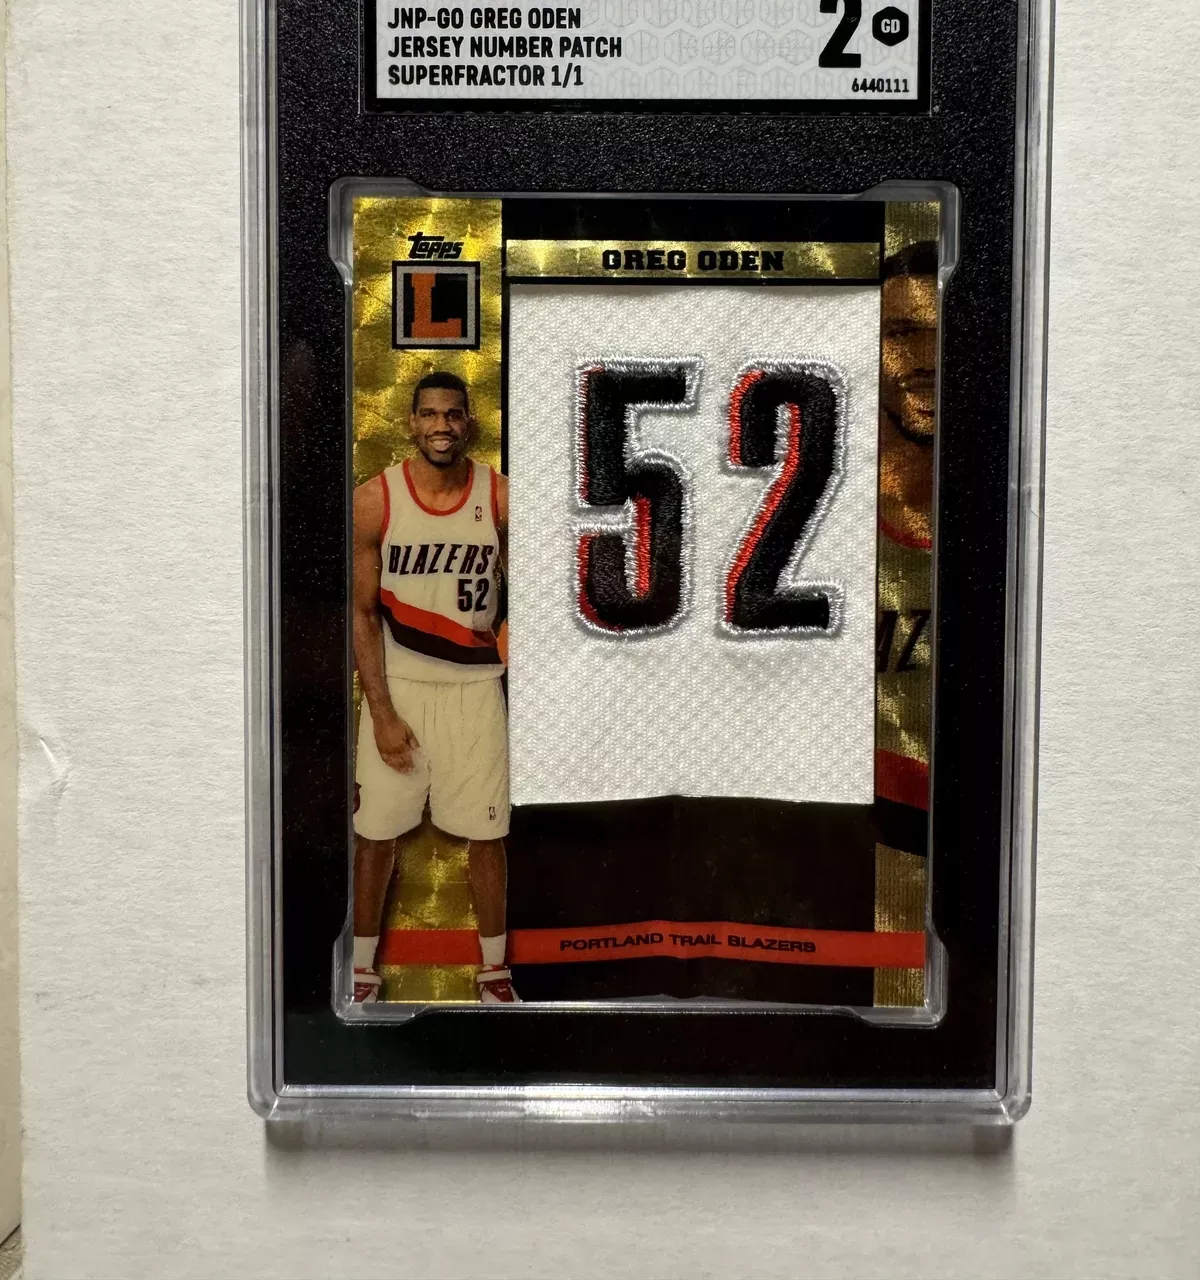 JNP-GO GREG ODEN
JERSEY NUMBER PATCH
SUPERFRACTOR 1/1
2 GD
6440111
Topps
L
GREG ODEN
52
BLAZERS
52
AZ
PORTLAND TRAIL BLAZERS